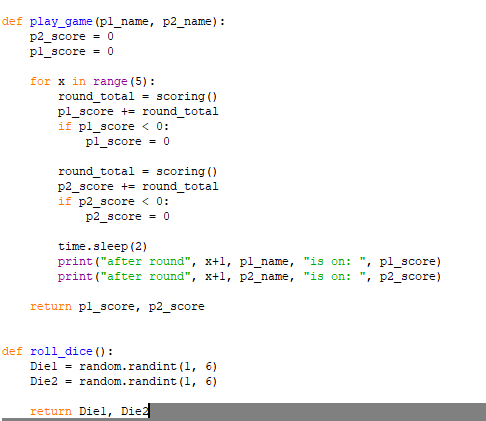 def play_game(p1_name, p2_name):
    p2_score = 0
    p1_score = 0

    for x in range(5):
        round_total = scoring()
        p1_score += round_total
        if p1_score < 0:
            p1_score = 0

        round_total = scoring()
        p2_score += round_total
        if p2_score < 0:
            p2_score = 0

        time.sleep(2)
        print("after round", x+1, p1_name, "is on: ", p1_score)
        print("after round", x+1, p2_name, "is on: ", p2_score)

    return p1_score, p2_score


def roll_dice():
    Die1 = random.randint(1, 6)
    Die2 = random.randint(1, 6)

    return Die1, Die2